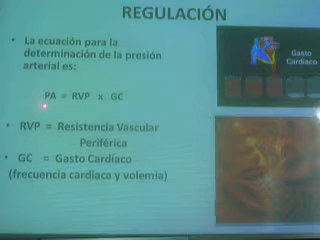 REGULACIÓN
• La ecuación para la
determinación de la presión
arterial es:
PA = RVP x GC
• RVP = Resistencia Vascular
Periférica
• GC = Gasto Cardíaco
(frecuencia cardiaca y volemia)
Gasto
Cardíaco